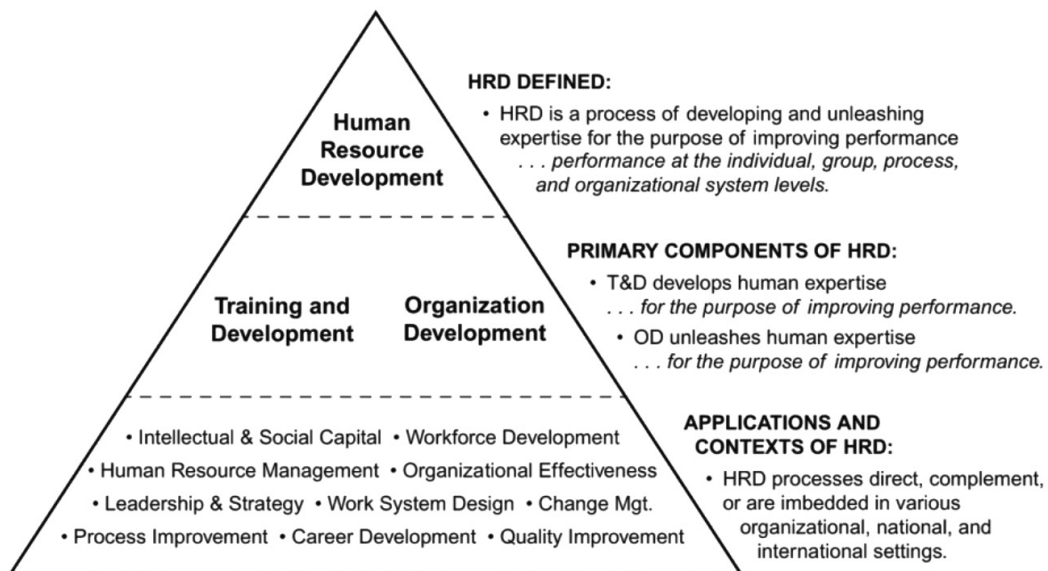 Human
Resource
Development
HRD DEFINED:
• HRD is a process of developing and unleashing
expertise for the purpose of improving performance
. . . performance at the individual, group, process,
and organizational system levels.
Training and
Development
Organization
Development
PRIMARY COMPONENTS OF HRD:
• T&D develops human expertise
. . . for the purpose of improving performance.
• OD unleashes human expertise
. . . for the purpose of improving performance.
• Intellectual & Social Capital • Workforce Development
• Human Resource Management • Organizational Effectiveness
• Leadership & Strategy • Work System Design • Change Mgt.
• Process Improvement • Career Development • Quality Improvement
APPLICATIONS AND
CONTEXTS OF HRD:
• HRD processes direct, complement,
or are imbedded in various
organizational, national, and
international settings.